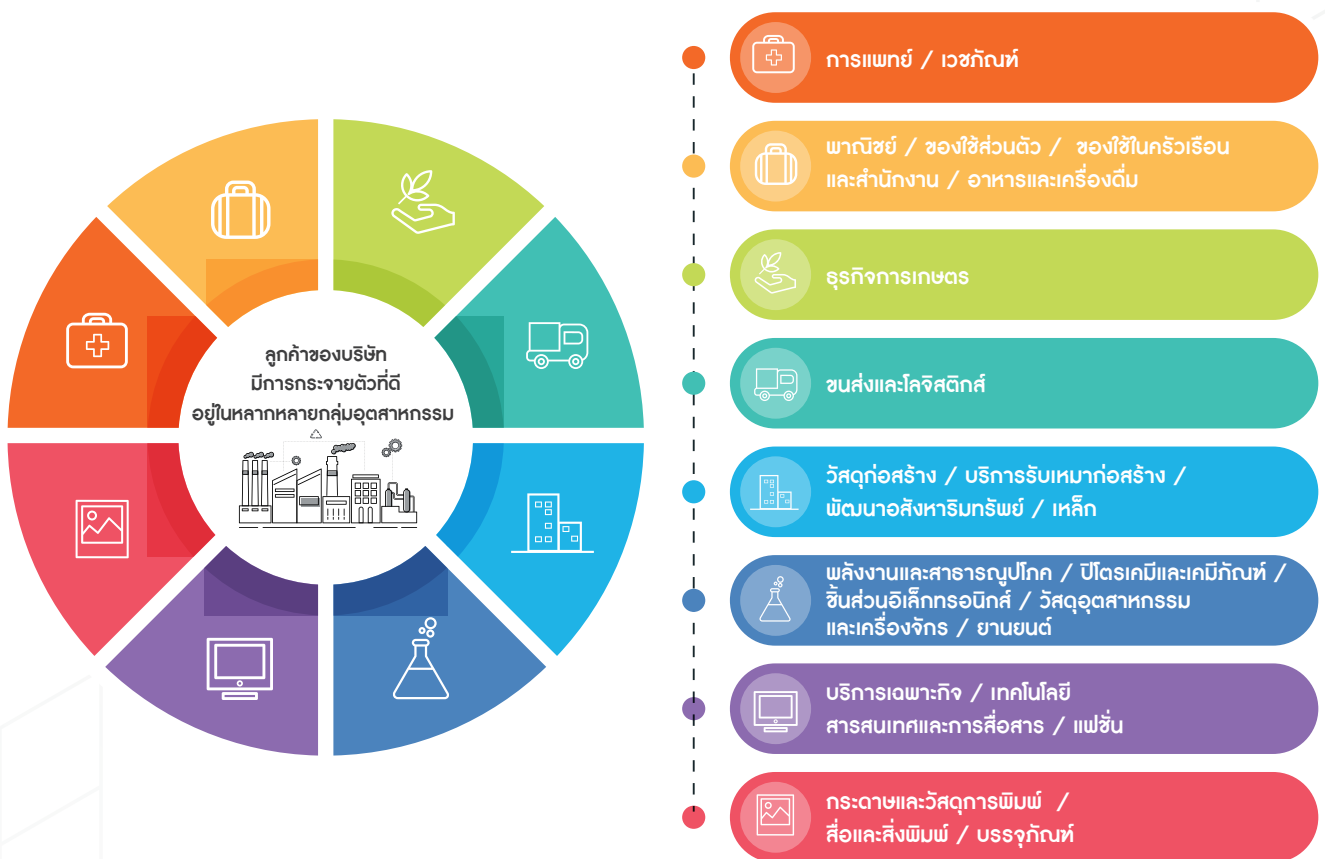 ลูกค้าของบริษัท
มีการกระจายตัวที่ดี
อยู่ในหลากหลายกลุ่มอุตสาหกรรม
การแพทย์ / เวชภัณฑ์
พาณิชย์ / ของใช้ส่วนตัว / ของใช้ในครัวเรือน
และสำนักงาน / อาหารและเครื่องดื่ม
ธุรกิจการเกษตร
ขนส่งและโลจิสติกส์
วัสดุก่อสร้าง / บริการรับเหมาก่อสร้าง /
พัฒนาอสังหาริมทรัพย์ / เหล็ก
พลังงานและสาธารณูปโภค / ปิโตรเคมีและเคมีภัณฑ์ /
ชิ้นส่วนอิเล็กทรอนิกส์ / วัสดุอุตสาหกรรม
และเครื่องจักร / ยานยนต์
บริการเฉพาะกิจ / เทคโนโลยี
สารสนเทศและการสื่อสาร / แฟชั่น
กระดาษและวัสดุการพิมพ์ /
สื่อและสิ่งพิมพ์ / บรรจุภัณฑ์